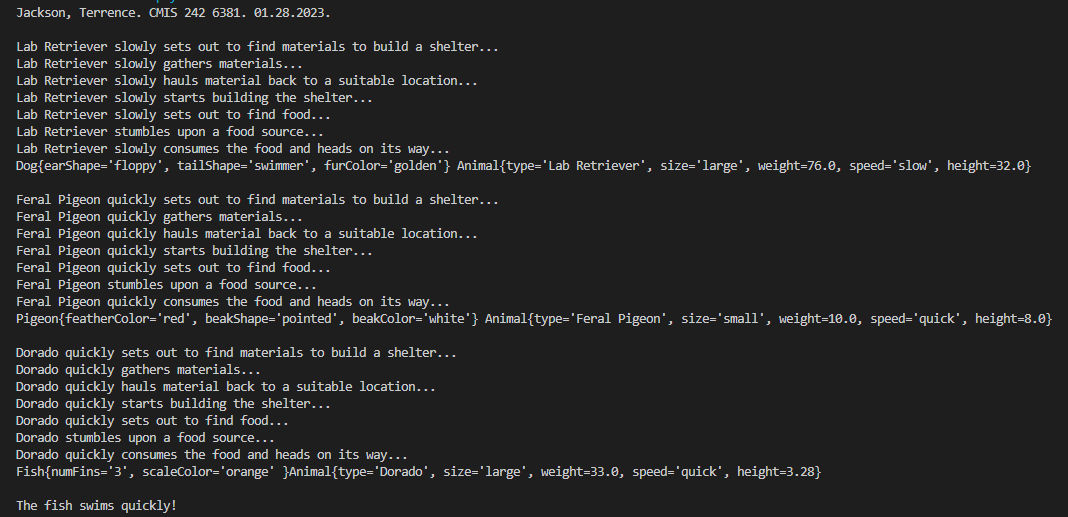 Jackson, Terrence. CMIS 242 6381. 01.28.2023.
Lab Retriever slowly sets out to find materials to build a shelter...
Lab Retriever slowly gathers materials...
Lab Retriever slowly hauls material back to a suitable location...
Lab Retriever slowly starts building the shelter...
Lab Retriever slowly sets out to find food...
Lab Retriever stumbles upon a food source...
Lab Retriever slowly consumes the food and heads on its way...
Dog{earShape='floppy', tailShape='swimmer', furColor='golden'} Animal{type='Lab Retriever', size='large', weight=76.0, speed='slow', height=32.0}
Feral Pigeon quickly sets out to find materials to build a shelter...
Feral Pigeon quickly gathers materials...
Feral Pigeon quickly hauls material back to a suitable location...
Feral Pigeon quickly starts building the shelter...
Feral Pigeon quickly sets out to find food...
Feral Pigeon stumbles upon a food source...
Feral Pigeon quickly consumes the food and heads on its way...
Pigeon{featherColor='red', beakShape='pointed', beakColor='white'} Animal{type='Feral Pigeon', size='small', weight=10.0, speed='quick', height=8.0}
Dorado quickly sets out to find materials to build a shelter...
Dorado quickly gathers materials...
Dorado quickly hauls material back to a suitable location...
Dorado quickly starts building the shelter...
Dorado quickly sets out to find food...
Dorado stumbles upon a food source...
Dorado quickly consumes the food and heads on its way...
Fish{numFins='3', scaleColor='orange' }Animal{type='Dorado', size='large', weight=33.0, speed='quick', height=3.28}
The fish swims quickly!